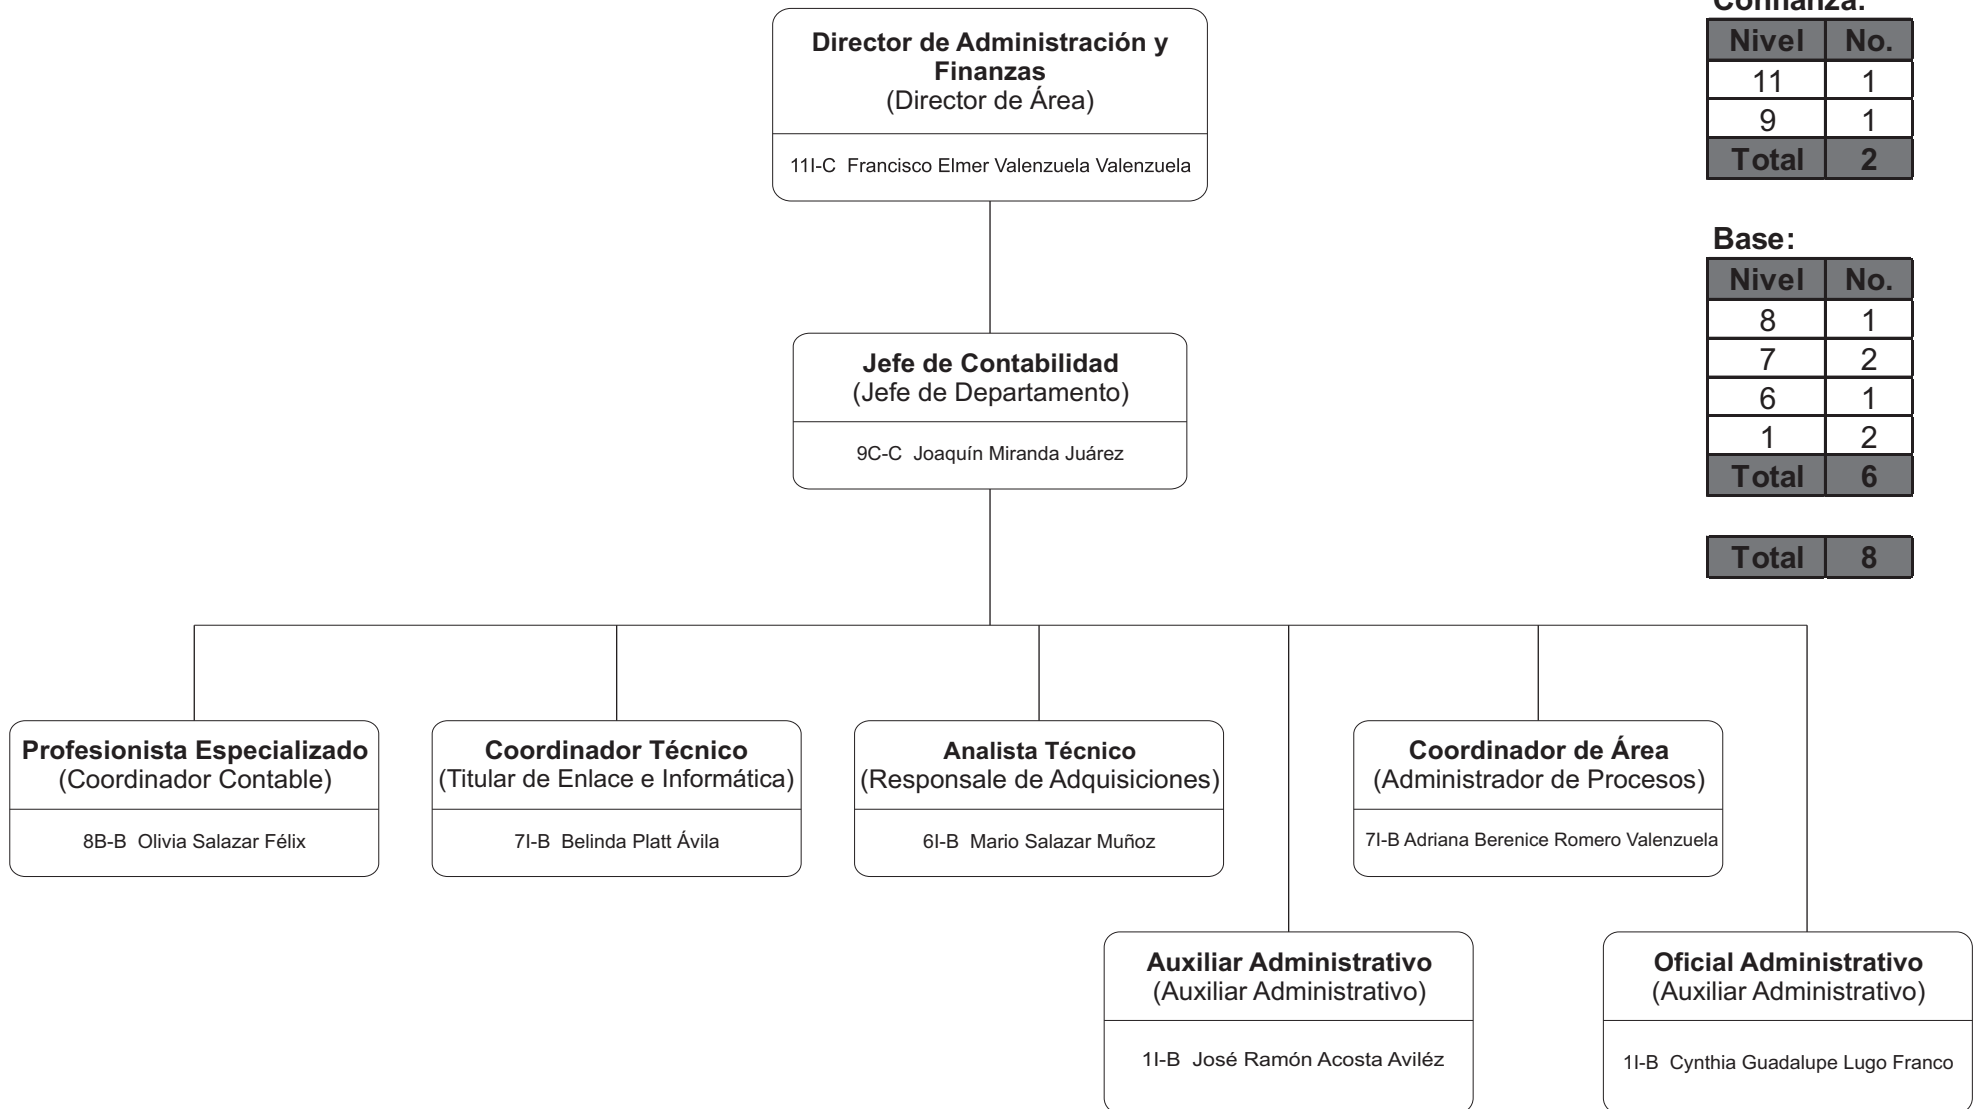 Director de Administración y
Finanzas
(Director de Área)
11I-C Francisco Elmer Valenzuela Valenzuela
Jefe de Contabilidad
(Jefe de Departamento)
9C-C Joaquín Miranda Juárez
Profesionista Especializado
(Coordinador Contable)
8B-B Olivia Salazar Félix
Coordinador Técnico
(Titular de Enlace e Informática)
7I-B Belinda Platt Ávila
Analista Técnico
(Responsale de Adquisiciones)
6I-B Mario Salazar Muñoz
Coordinador de Área
(Administrador de Procesos)
7I-B Adriana Berenice Romero Valenzuela
Auxiliar Administrativo
(Auxiliar Administrativo)
1I-B José Ramón Acosta Aviléz
Oficial Administrativo
(Auxiliar Administrativo)
1I-B Cynthia Guadalupe Lugo Franco
Confianza:
Nivel No.
11 1
9 1
Total 2
Base:
Nivel No.
8 1
7 2
6 1
1 2
Total 6
Total 8